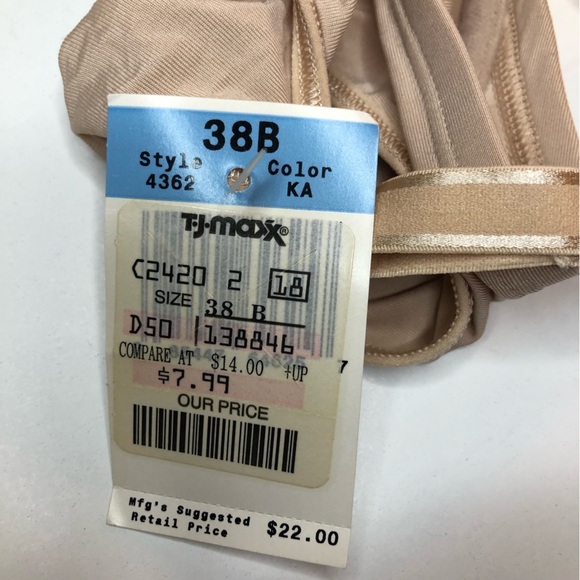 38B
Style Color
4362 KA
T·J·maxx®
C2420 2 18
SIZE 38 B
D50 138846
COMPARE AT $14.00 +UP
7
$7.99
OUR PRICE
Mfg's Suggested
Retail Price $22.00